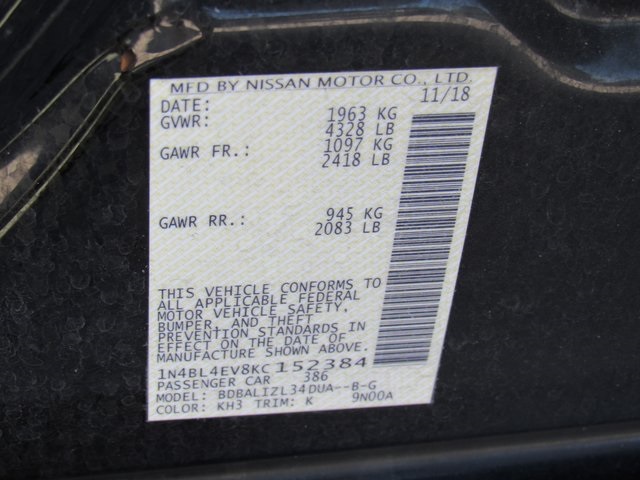 MFD BY NISSAN MOTOR CO., LTD.
DATE: 11/18
GVWR: 1963 KG
4328 LB
GAWR FR.: 1097 KG
2418 LB
GAWR RR.: 945 KG
2083 LB
THIS VEHICLE CONFORMS TO
ALL APPLICABLE FEDERAL
MOTOR VEHICLE SAFETY,
BUMPER, AND THEFT
PREVENTION STANDARDS IN
EFFECT ON THE DATE OF
MANUFACTURE SHOWN ABOVE.
1N4BL4EV8KC152384
PASSENGER CAR 386
MODEL: BDBALIZL34DUA--B-G
COLOR: KH3 TRIM: K 9N00A